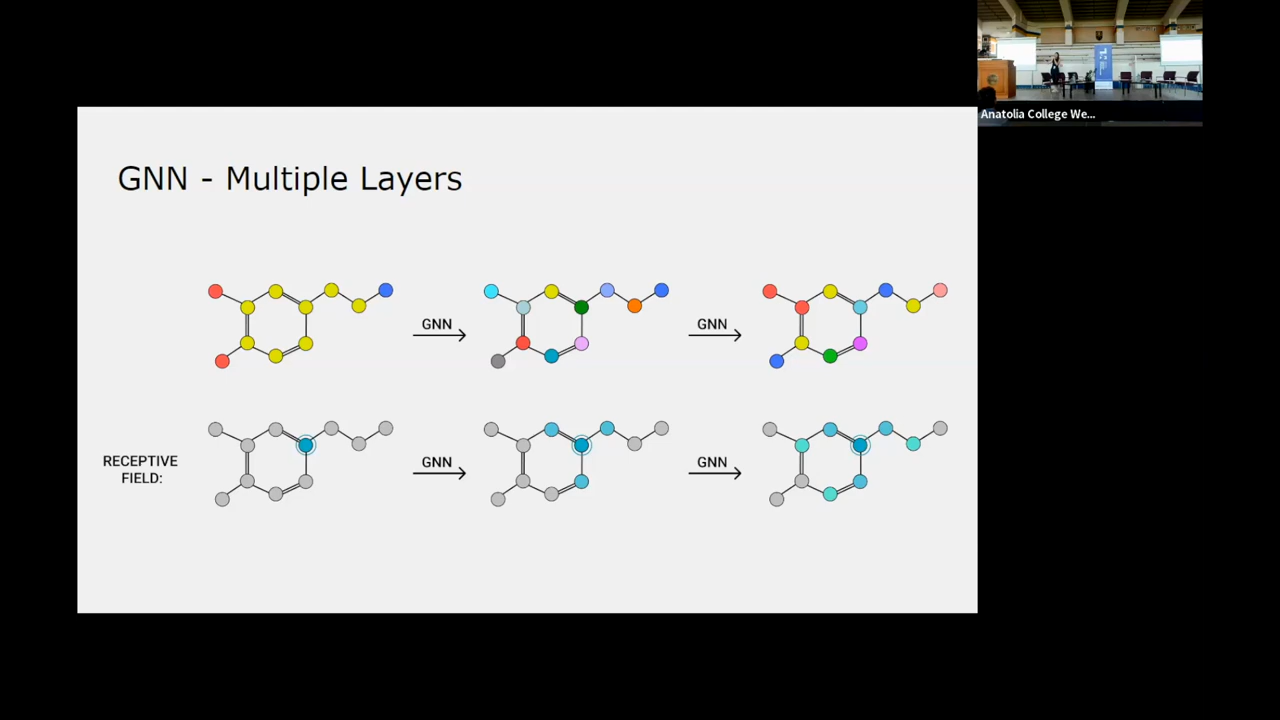 Anatolia College We...
GNN - Multiple Layers
GNN
GNN
RECEPTIVE
FIELD:
GNN
GNN